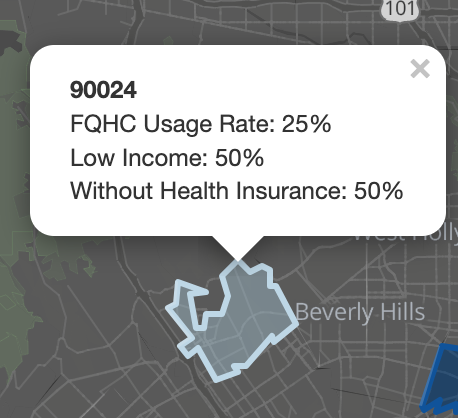 101
90024
FQHC Usage Rate: 25%
Low Income: 50%
Without Health Insurance: 50%
West Holly
Beverly Hills